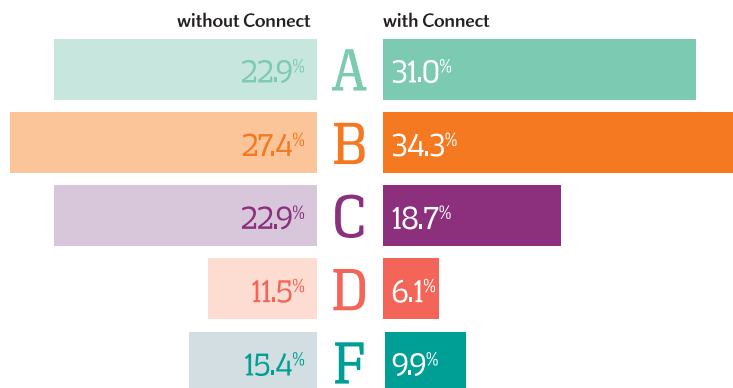 without Connect with Connect
22.9% A 31.0%
27.4% B 34.3%
22.9% C 18.7%
11.5% D 6.1%
15.4% F 9.9%